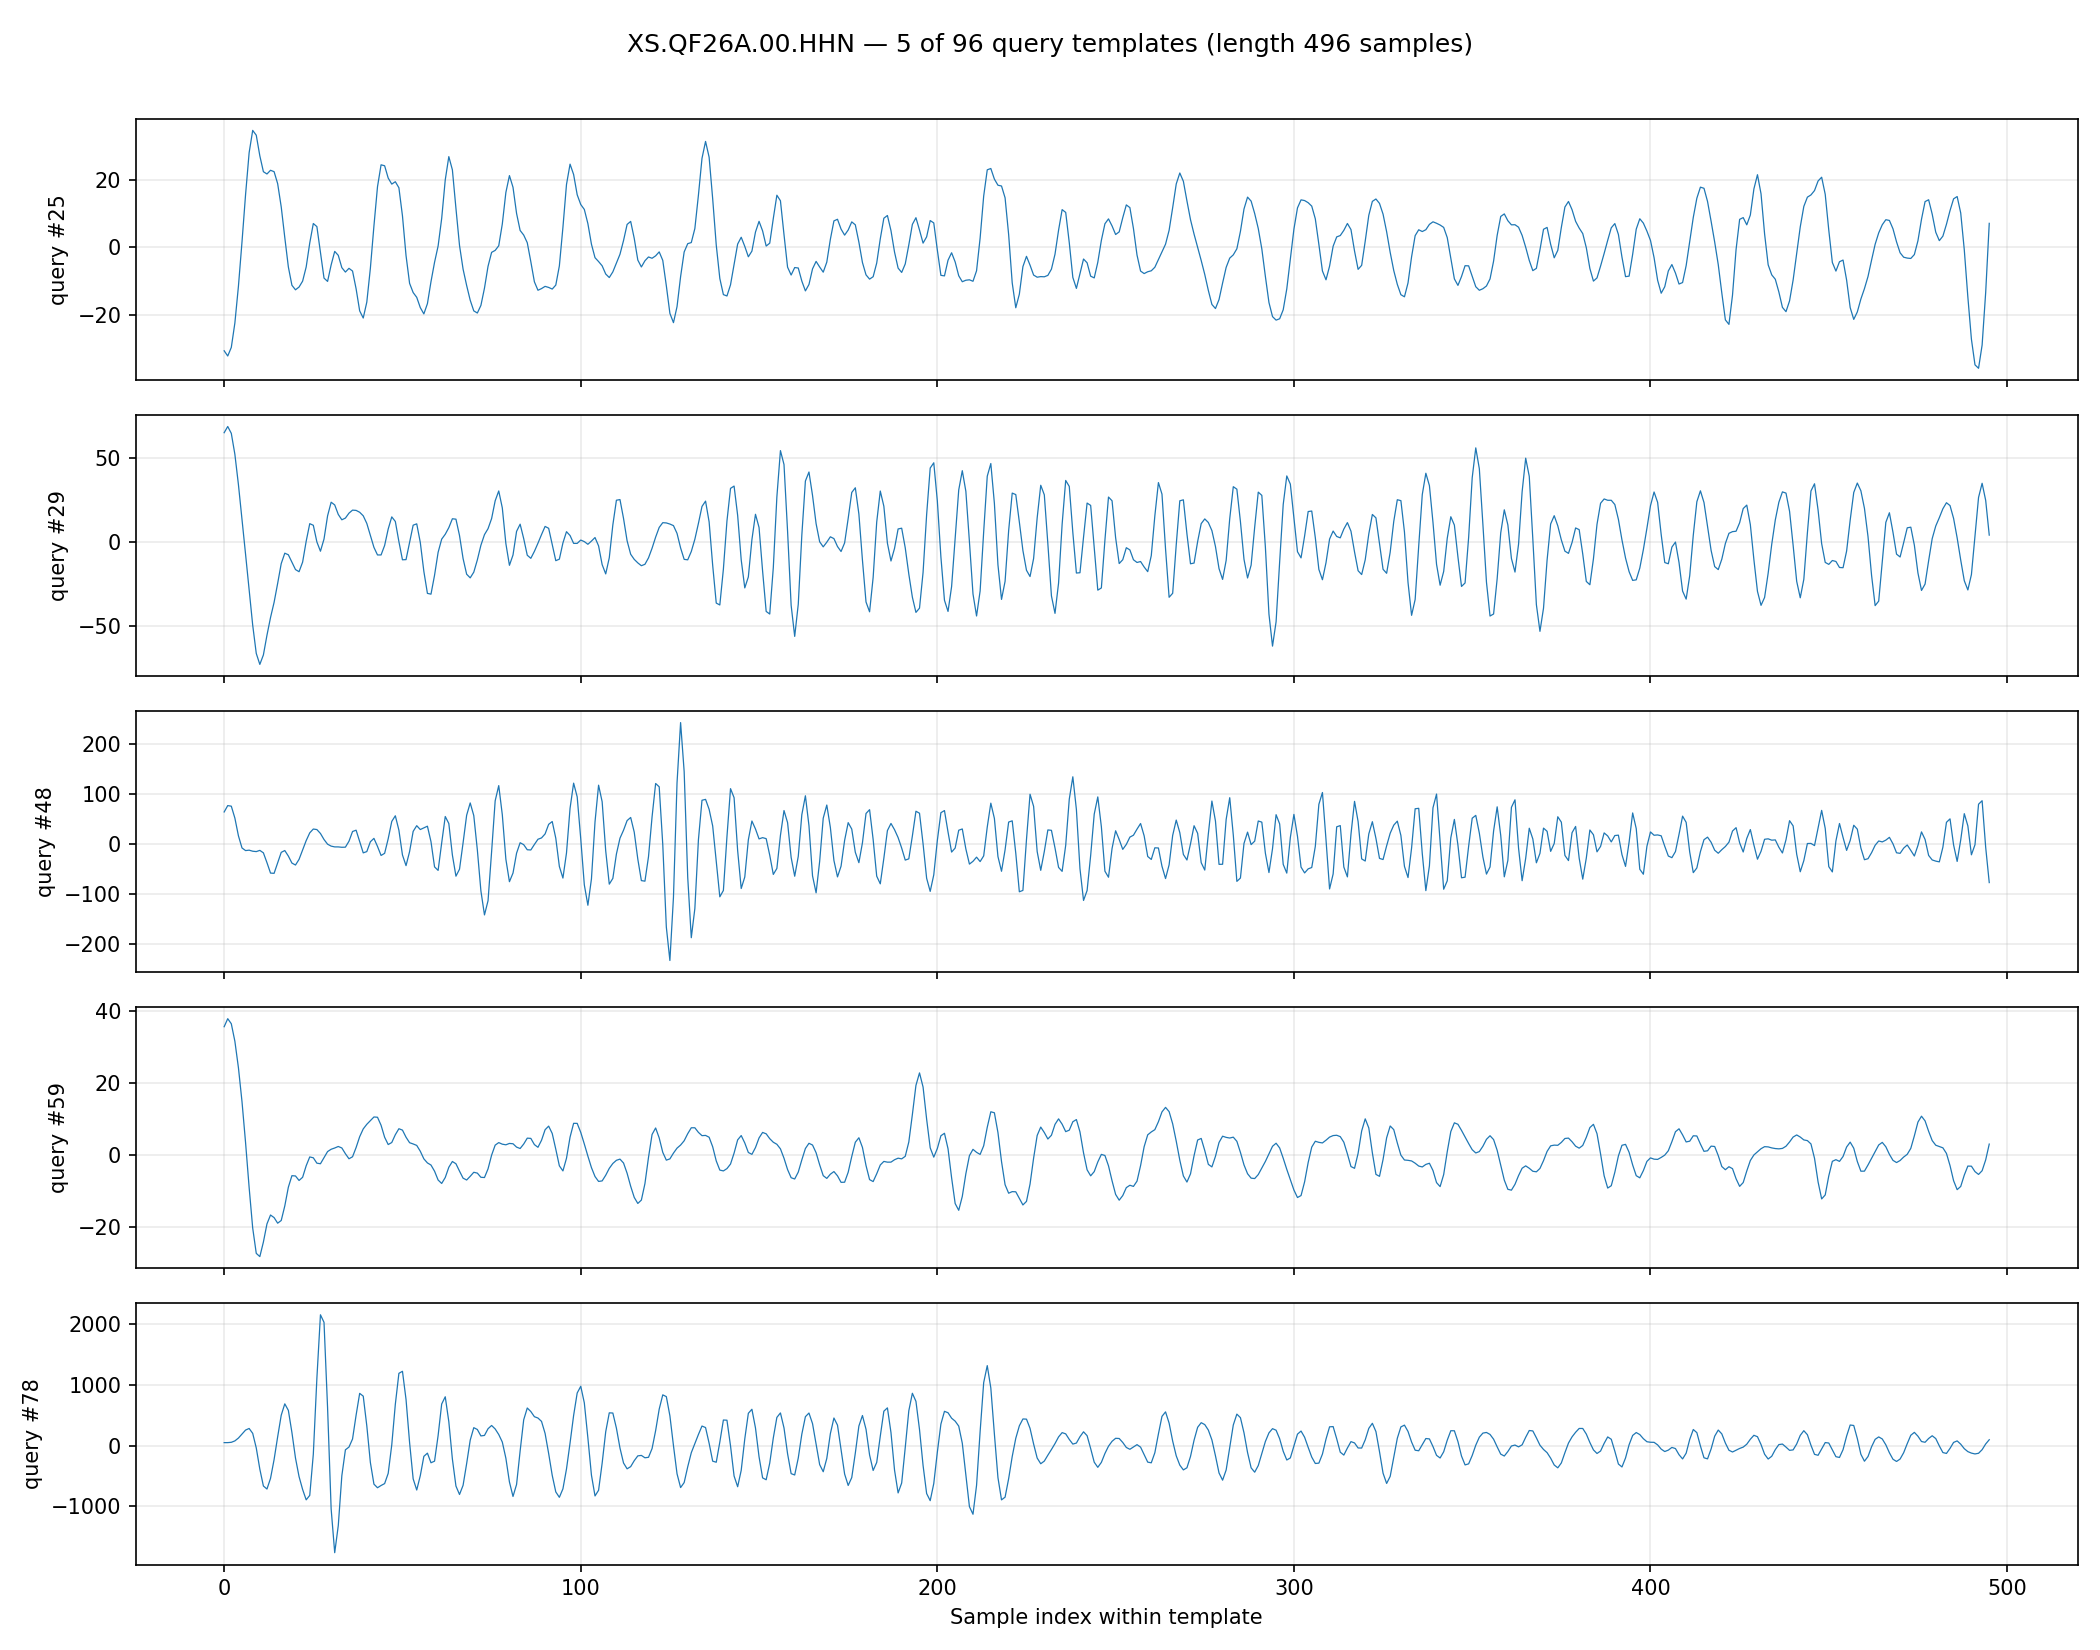 XS.QF26A.00.HHN — 5 of 96 query templates (length 496 samples)
query #25
20
0
−20
query #29
50
0
−50
query #48
200
100
0
−100
−200
query #59
40
20
0
−20
query #78
2000
1000
0
−1000
0 100 200 300 400 500
Sample index within template